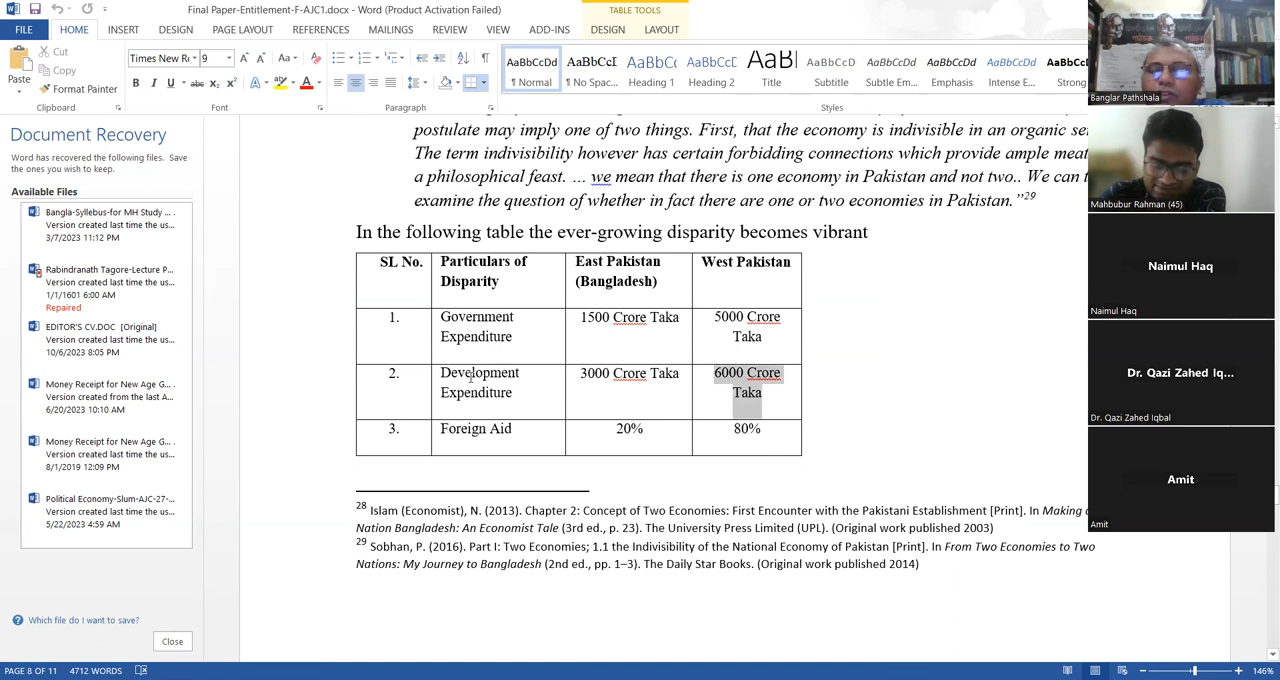 Final Paper-Entitlement-F-AJC1.docx - Word (Product Activation Failed)
TABLE TOOLS
FILE HOME INSERT DESIGN PAGE LAYOUT REFERENCES MAILINGS REVIEW VIEW ADD-INS DESIGN LAYOUT
Paste
Cut
Copy
Format Painter
Clipboard
Times New R 9
Font
Paragraph
AaBbCcDd AaBbCcI AaBbC AaBbCcD AaB AaBbCcD AaBbCcDd AaBbCcDd AaBbCcDd AaBbCc
¶ Normal ¶ No Spac... Heading 1 Heading 2 Title Subtitle Subtle Em... Emphasis Intense E... Strong
Styles
Document Recovery
Word has recovered the following files. Save
the ones you wish to keep.
Available Files
Bangla-Syllabus-for MH Study ...
Version created last time the us...
3/7/2023 11:12 PM
Rabindranath Tagore-Lecture P...
Version created last time the us...
1/1/1601 6:00 AM
Repaired
EDITOR'S CV.DOC [Original]
Version created last time the us...
10/6/2023 8:05 PM
Money Receipt for New Age G...
Version created from the last A...
6/20/2023 10:10 AM
Money Receipt for New Age G...
Version created last time the us...
8/1/2019 12:09 PM
Political Economy-Slum-AJC-27-...
Version created last time the us...
5/22/2023 4:59 AM
Which file do I want to save?
Close
postulate may imply one of two things. First, that the economy is indivisible in an organic se
The term indivisibility however has certain forbidding connections which provide ample meat
a philosophical feast. ... we mean that there is one economy in Pakistan and not two.. We can t
examine the question of whether in fact there are one or two economies in Pakistan.”29
In the following table the ever-growing disparity becomes vibrant
SL No. Particulars of Disparity East Pakistan (Bangladesh) West Pakistan
1. Government Expenditure 1500 Crore Taka 5000 Crore Taka
2. Development Expenditure 3000 Crore Taka 6000 Crore Taka
3. Foreign Aid 20% 80%
28 Islam (Economist), N. (2013). Chapter 2: Concept of Two Economies: First Encounter with the Pakistani Establishment [Print]. In Making o
Nation Bangladesh: An Economist Tale (3rd ed., p. 23). The University Press Limited (UPL). (Original work published 2003)
29 Sobhan, P. (2016). Part I: Two Economies; 1.1 the Indivisibility of the National Economy of Pakistan [Print]. In From Two Economies to Two
Nations: My Journey to Bangladesh (2nd ed., pp. 1–3). The Daily Star Books. (Original work published 2014)
Banglar Pathshala
Mahbubur Rahman (45)
Naimul Haq
Naimul Haq
Dr. Qazi Zahed Iq...
Dr. Qazi Zahed Iqbal
Amit
Amit
PAGE 8 OF 11 4712 WORDS
146%